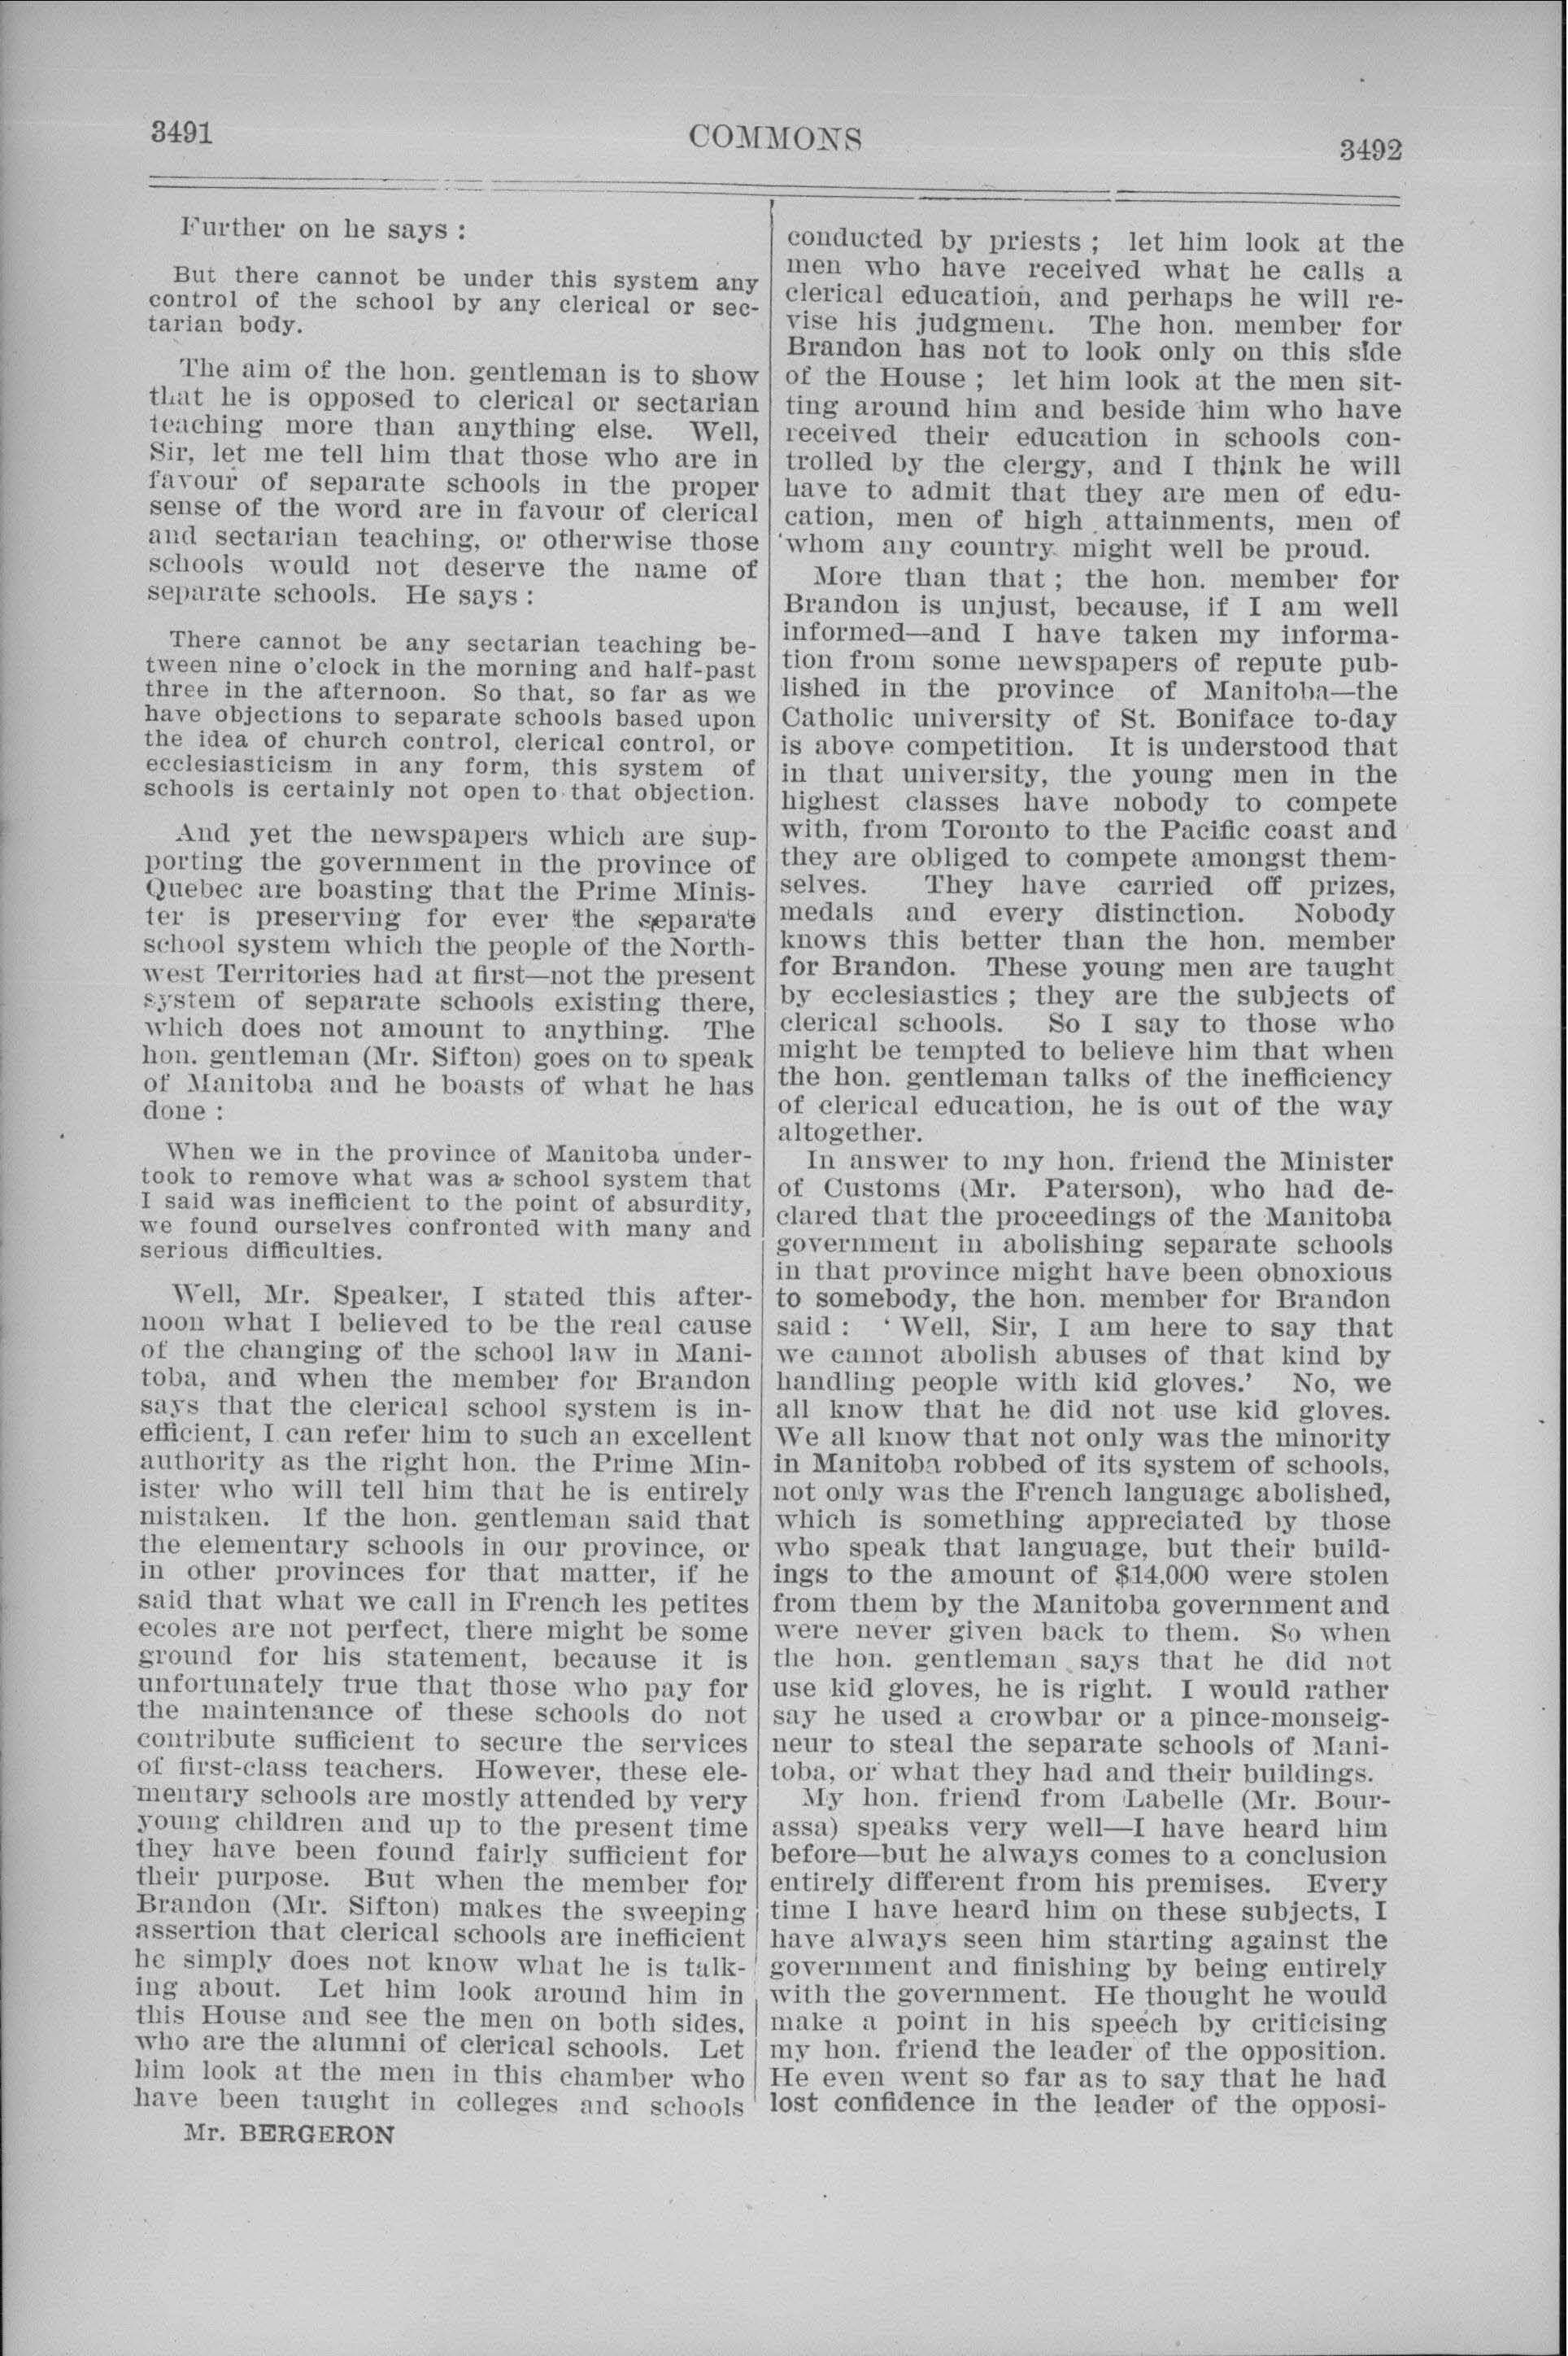 3491
COMMONS
3492
Further on he says :
But there cannot be under this system any
control of the school by any clerical or sec-
tarian body.
The aim of the hon. gentleman is to show
that he is opposed to clerical or sectarian
teaching more than anything else. Well,
Sir, let me tell him that those who are in
favour of separate schools in the proper
sense of the word are in favour of clerical
and sectarian teaching, or otherwise those
schools would not deserve the name of
separate schools. He says :
There cannot be any sectarian teaching be-
tween nine o'clock in the morning and half-past
three in the afternoon. So that, so far as we
have objections to separate schools based upon
the idea of church control, clerical control, or
ecclesiasticism in any form, this system of
schools is certainly not open to that objection.
And yet the newspapers which are sup-
porting the government in the province of
Quebec are boasting that the Prime Minis-
ter is preserving for ever the separate
school system which the people of the North-
west Territories had at first—not the present
system of separate schools existing there,
which does not amount to anything. The
hon. gentleman (Mr. Sifton) goes on to speak
of Manitoba and he boasts of what he has
done :
When we in the province of Manitoba under-
took to remove what was a school system that
I said was inefficient to the point of absurdity,
we found ourselves confronted with many and
serious difficulties.
Well, Mr. Speaker, I stated this after-
noon what I believed to be the real cause
of the changing of the school law in Mani-
toba, and when the member for Brandon
says that the clerical school system is in-
efficient, I can refer him to such an excellent
authority as the right hon. the Prime Min-
ister who will tell him that he is entirely
mistaken. If the hon. gentleman said that
the elementary schools in our province, or
in other provinces for that matter, if he
said that what we call in French les petites
ecoles are not perfect, there might be some
ground for his statement, because it is
unfortunately true that those who pay for
the maintenance of these schools do not
contribute sufficient to secure the services
of first-class teachers. However, these ele-
mentary schools are mostly attended by very
young children and up to the present time
they have been found fairly sufficient for
their purpose. But when the member for
Brandon (Mr. Sifton) makes the sweeping
assertion that clerical schools are inefficient
he simply does not know what he is talk-
ing about. Let him look around him in
this House and see the men on both sides,
who are the alumni of clerical schools. Let
him look at the men in this chamber who
have been taught in colleges and schools
Mr. BERGERON
conducted by priests ; let him look at the
men who have received what he calls a
clerical education, and perhaps he will re-
vise his judgment. The hon. member for
Brandon has not to look only on this side
of the House ; let him look at the men sit-
ting around him and beside him who have
received their education in schools con-
trolled by the clergy, and I think he will
have to admit that they are men of edu-
cation, men of high attainments, men of
whom any country might well be proud.
More than that ; the hon. member for
Brandon is unjust, because, if I am well
informed—and I have taken my informa-
tion from some newspapers of repute pub-
lished in the province of Manitoba—the
Catholic university of St. Boniface to-day
is above competition. It is understood that
in that university, the young men in the
highest classes have nobody to compete
with, from Toronto to the Pacific coast and
they are obliged to compete amongst them-
selves. They have carried off prizes,
medals and every distinction. Nobody
knows this better than the hon. member
for Brandon. These young men are taught
by ecclesiastics ; they are the subjects of
clerical schools. So I say to those who
might be tempted to believe him that when
the hon. gentleman talks of the inefficiency
of clerical education, he is out of the way
altogether.
In answer to my hon. friend the Minister
of Customs (Mr. Paterson), who had de-
clared that the proceedings of the Manitoba
government in abolishing separate schools
in that province might have been obnoxious
to somebody, the hon. member for Brandon
said : ' Well, Sir, I am here to say that
we cannot abolish abuses of that kind by
handling people with kid gloves.' No, we
all know that he did not use kid gloves.
We all know that not only was the minority
in Manitoba robbed of its system of schools,
not only was the French language abolished,
which is something appreciated by those
who speak that language, but their build-
ings to the amount of $14,000 were stolen
from them by the Manitoba government and
were never given back to them. So when
the hon. gentleman says that he did not
use kid gloves, he is right. I would rather
say he used a crowbar or a pince-monseig-
neur to steal the separate schools of Mani-
toba, or what they had and their buildings.
My hon. friend from Labelle (Mr. Bour-
assa) speaks very well—I have heard him
before—but he always comes to a conclusion
entirely different from his premises. Every
time I have heard him on these subjects, I
have always seen him starting against the
government and finishing by being entirely
with the government. He thought he would
make a point in his speech by criticising
my hon. friend the leader of the opposition.
He even went so far as to say that he had
lost confidence in the leader of the opposi-